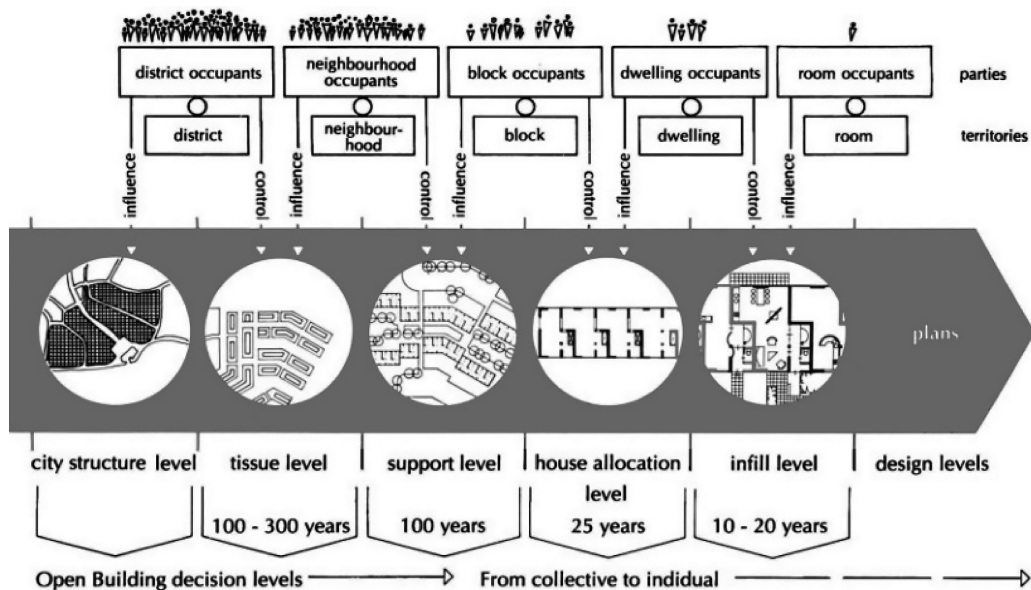 district occupants
neighbourhood
occupants
block occupants
dwelling occupants
room occupants
parties
district
neighbour-
hood
block
dwelling
room
territories
influence
control
influence
control
influence
control
influence
control
influence
plans
city structure level
tissue level
support level
house allocation
level
infill level
design levels
100 - 300 years
100 years
25 years
10 - 20 years
Open Building decision levels
From collective to indidual